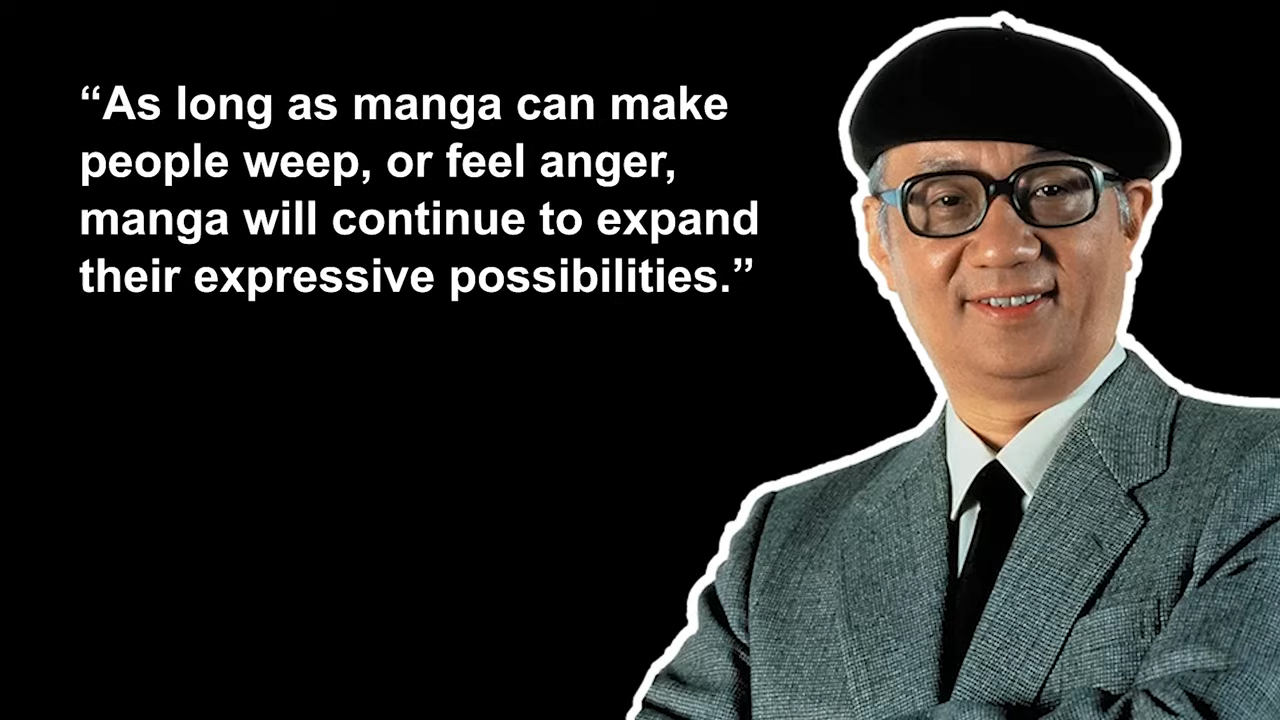 “As long as manga can make
people weep, or feel anger,
manga will continue to expand
their expressive possibilities.”